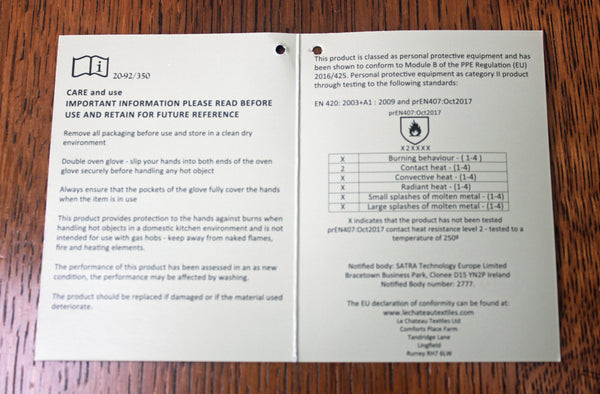 20-92/350
CARE and use
IMPORTANT INFORMATION PLEASE READ BEFORE
USE AND RETAIN FOR FUTURE REFERENCE
Remove all packaging before use and store in a clean dry
environment
Double oven glove - slip your hands into both ends of the oven
glove securely before handling any hot object
Always ensure that the pockets of the glove fully cover the hands
when the item is in use
This product provides protection to the hands against burns when
handling hot objects in a domestic kitchen environment and is not
intended for use with gas hobs - keep away from naked flames,
fire and heating elements.
The performance of this product has been assessed in an as new
condition, the performance may be affected by washing.
The product should be replaced if damaged or if the material used
deteriorate.
This product is classed as personal protective equipment and has
been shown to conform to Module B of the PPE Regulation (EU)
2016/425. Personal protective equipment as category II product
through testing to the following standards:
EN 420: 2003+A1 : 2009 and prEN407:Oct2017
prEN407:Oct2017
X2XXXX
X Burning behaviour - (1-4 )
2 Contact heat - (1-4)
X Convective heat - (1-4)
X Radiant heat - (1-4)
X Small splashes of molten metal - (1-4)
X Large splashes of molten metal - (1-4)
X indicates that the product has not been tested
prEN407:Oct2017 contact heat resistance level 2 - tested to a
temperature of 250º
Notified body: SATRA Technology Europe Limited
Bracetown Business Park, Clonee D15 YN2P Ireland
Notified Body number: 2777.
The EU declaration of conformity can be found at:
www.lechateautextiles.com
Le Chateau Textiles Ltd
Comforts Place Farm
Tandridge Lane
Lingfield
Surrey RH7 6LW